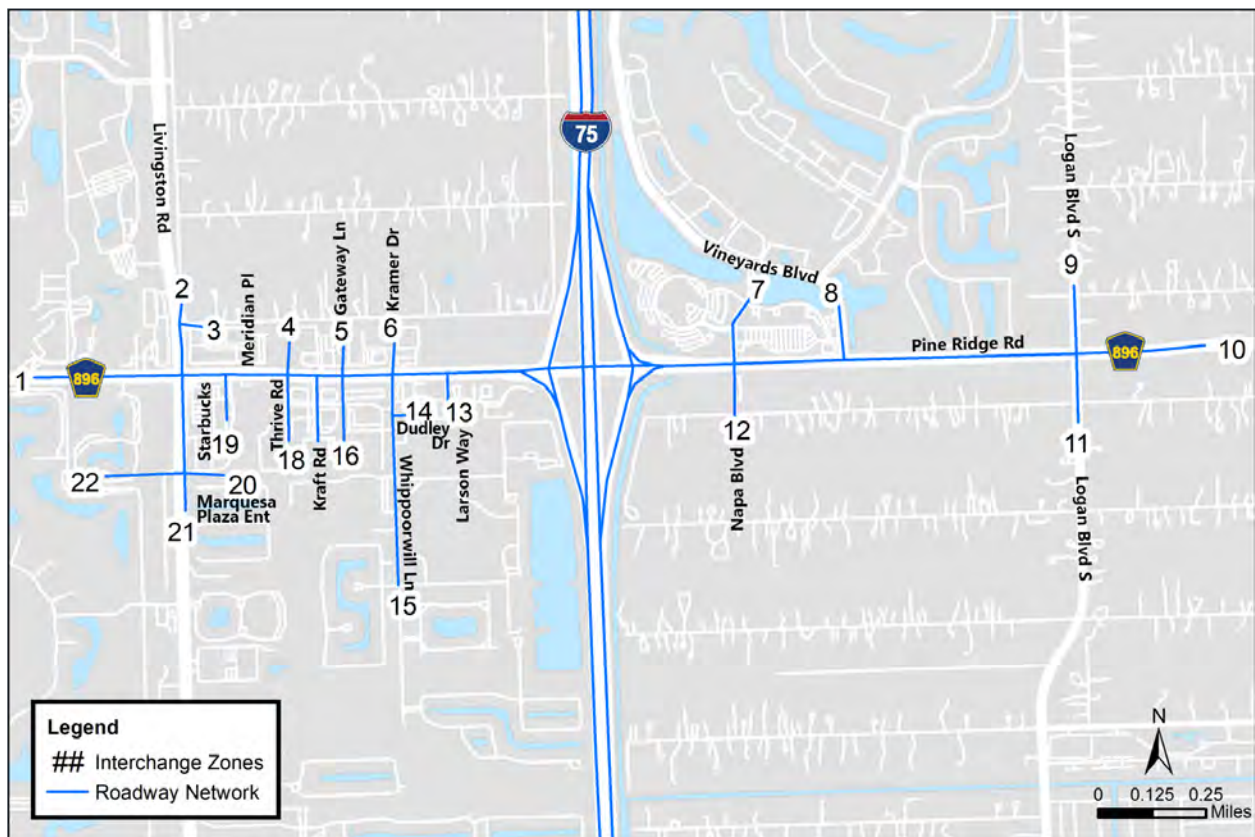 75
Livingston Rd
Logan Blvd S
2
3
Meridian Pl
4
Gateway Ln
5
Kramer Dr
6
Vineyards Blvd
7
8
9
Pine Ridge Rd
896
10
1
896
Starbucks
19
Thrive Rd
18
Kraft Rd
16
14
Dudley
Dr
13
Larson Way
12
Napa Blvd
11
Logan Blvd S
22
20
Marquesa
Plaza Ent
21
Whippoorwill Ln
15
Legend
## Interchange Zones
Roadway Network
N
0 0.125 0.25
Miles